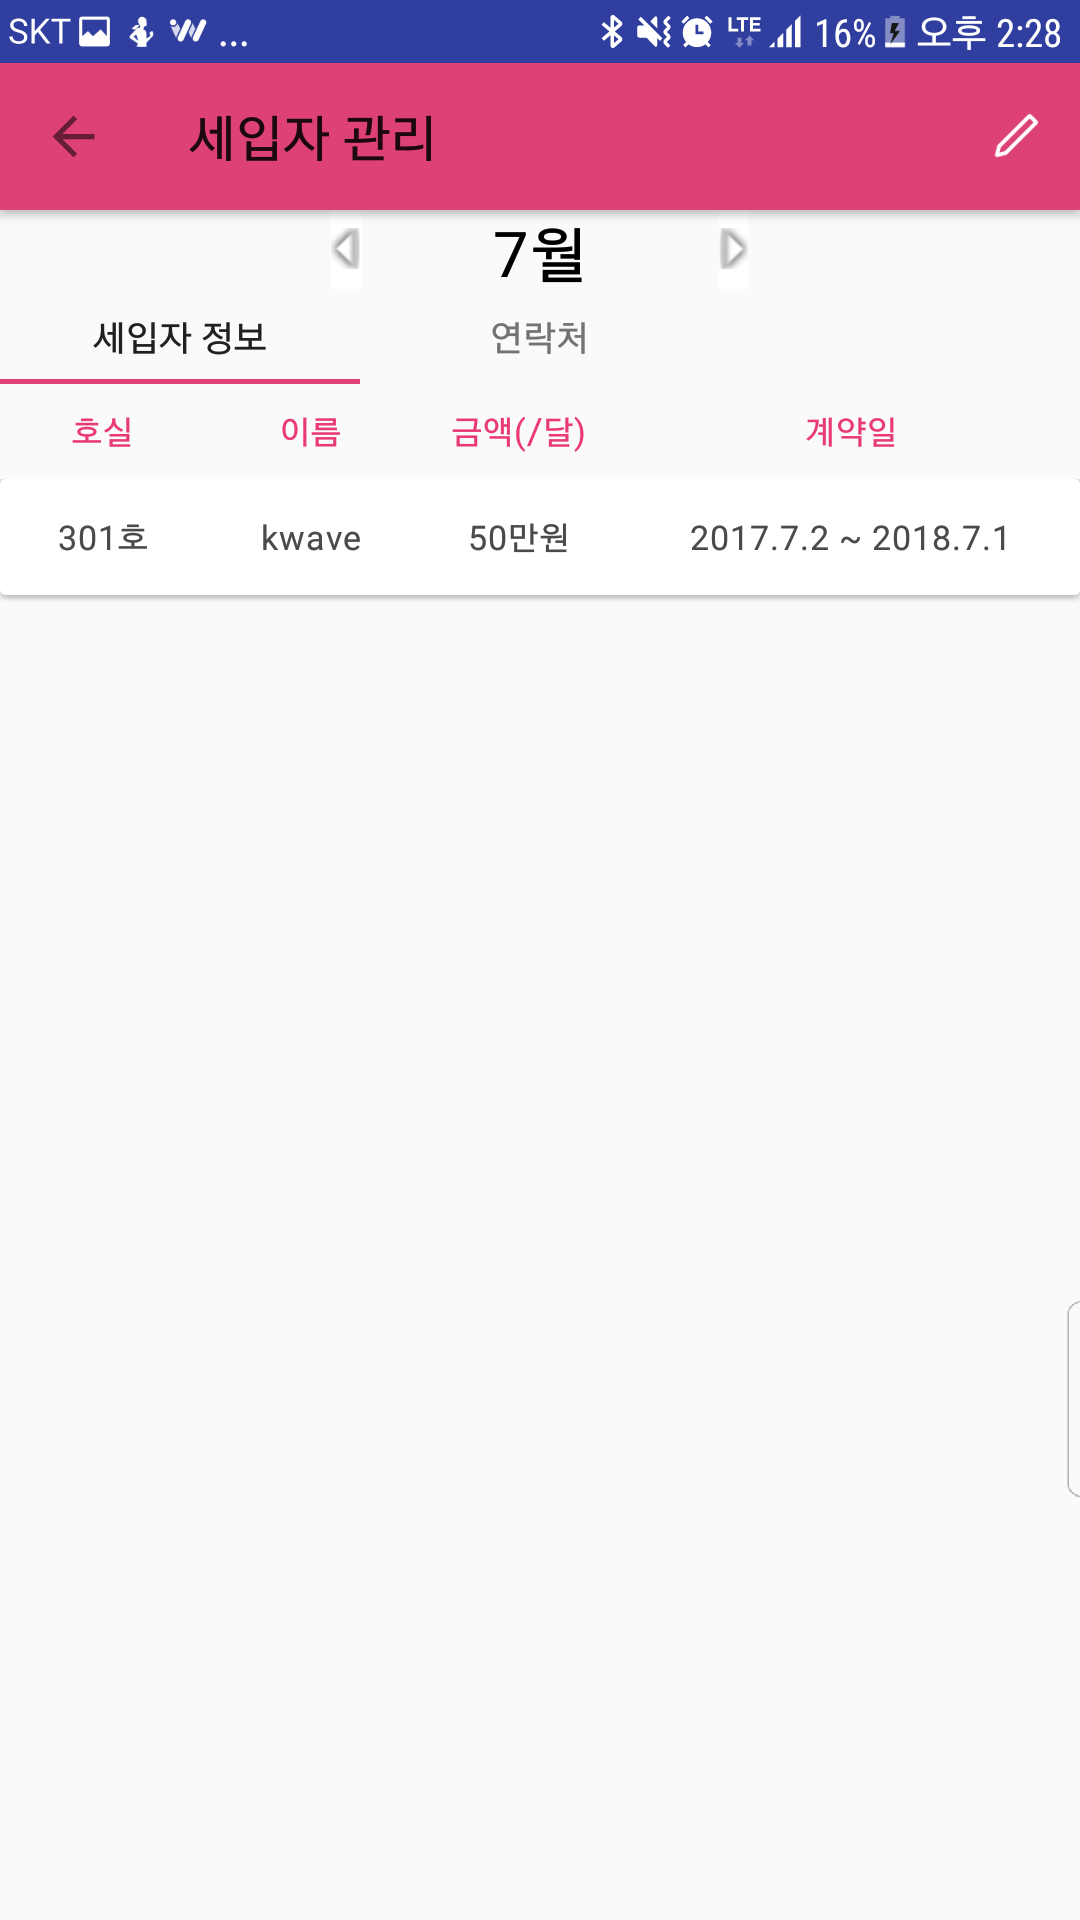 SKT ... LTE 16% 오후 2:28
세입자 관리
7월
세입자 정보 연락처
호실 이름 금액(/달) 계약일
301호 kwave 50만원 2017.7.2 ~ 2018.7.1